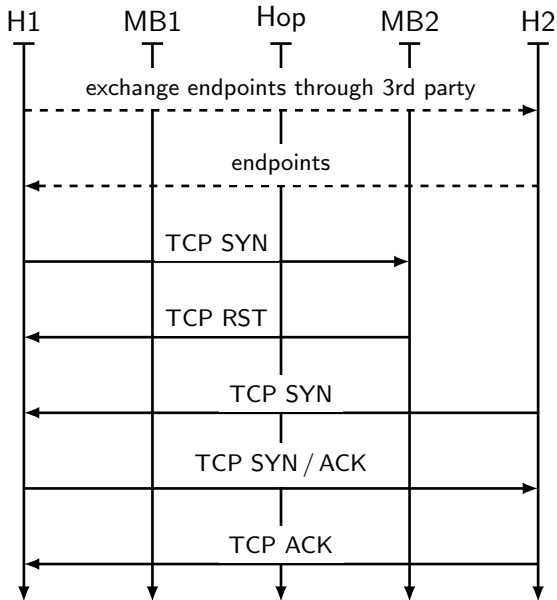 H1 MB1 Hop MB2 H2
exchange endpoints through 3rd party
endpoints
TCP SYN
TCP RST
TCP SYN
TCP SYN / ACK
TCP ACK